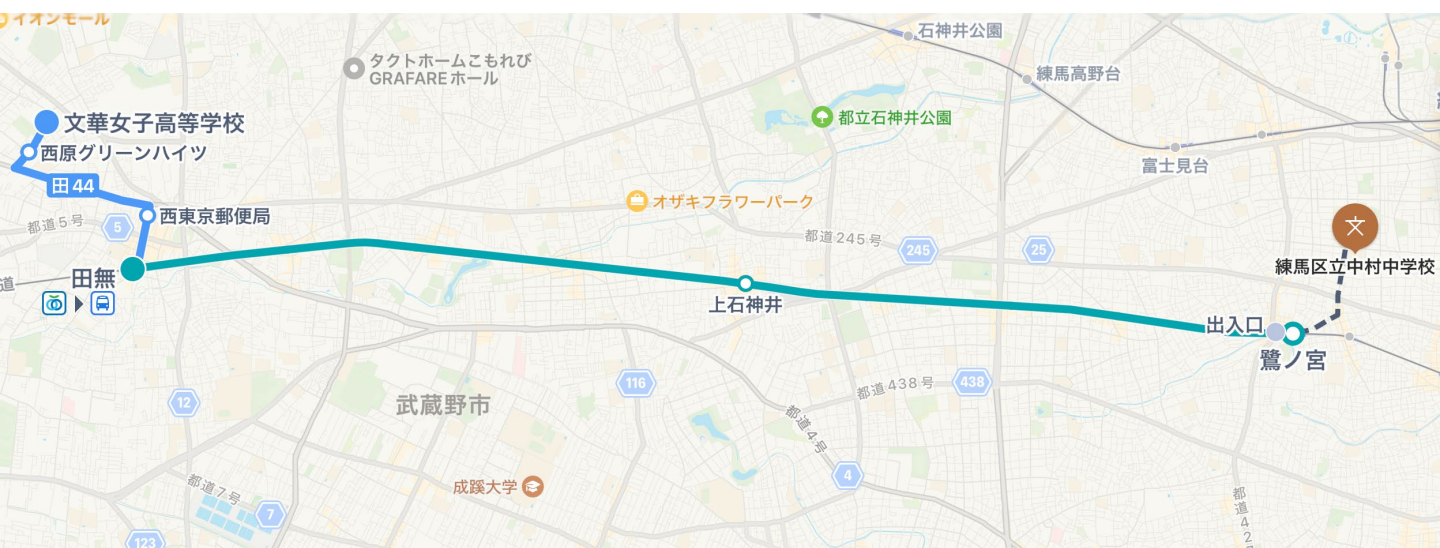 イオンモール
石神井公園
タクトホームこもれび
GRAFAREホール
練馬高野台
文華女子高等学校
都立石神井公園
西原グリーンハイツ
富士見台
田44
オザキフラワーパーク
西東京郵便局
都道5号
5
都道245号
245
25
練馬区立中村中学校
田無
道
上石神井
出入口
鷺ノ宮
116
都道438号
438
12
武蔵野市
都道4号
成蹊大学
4
都道7号
7
都道42
123